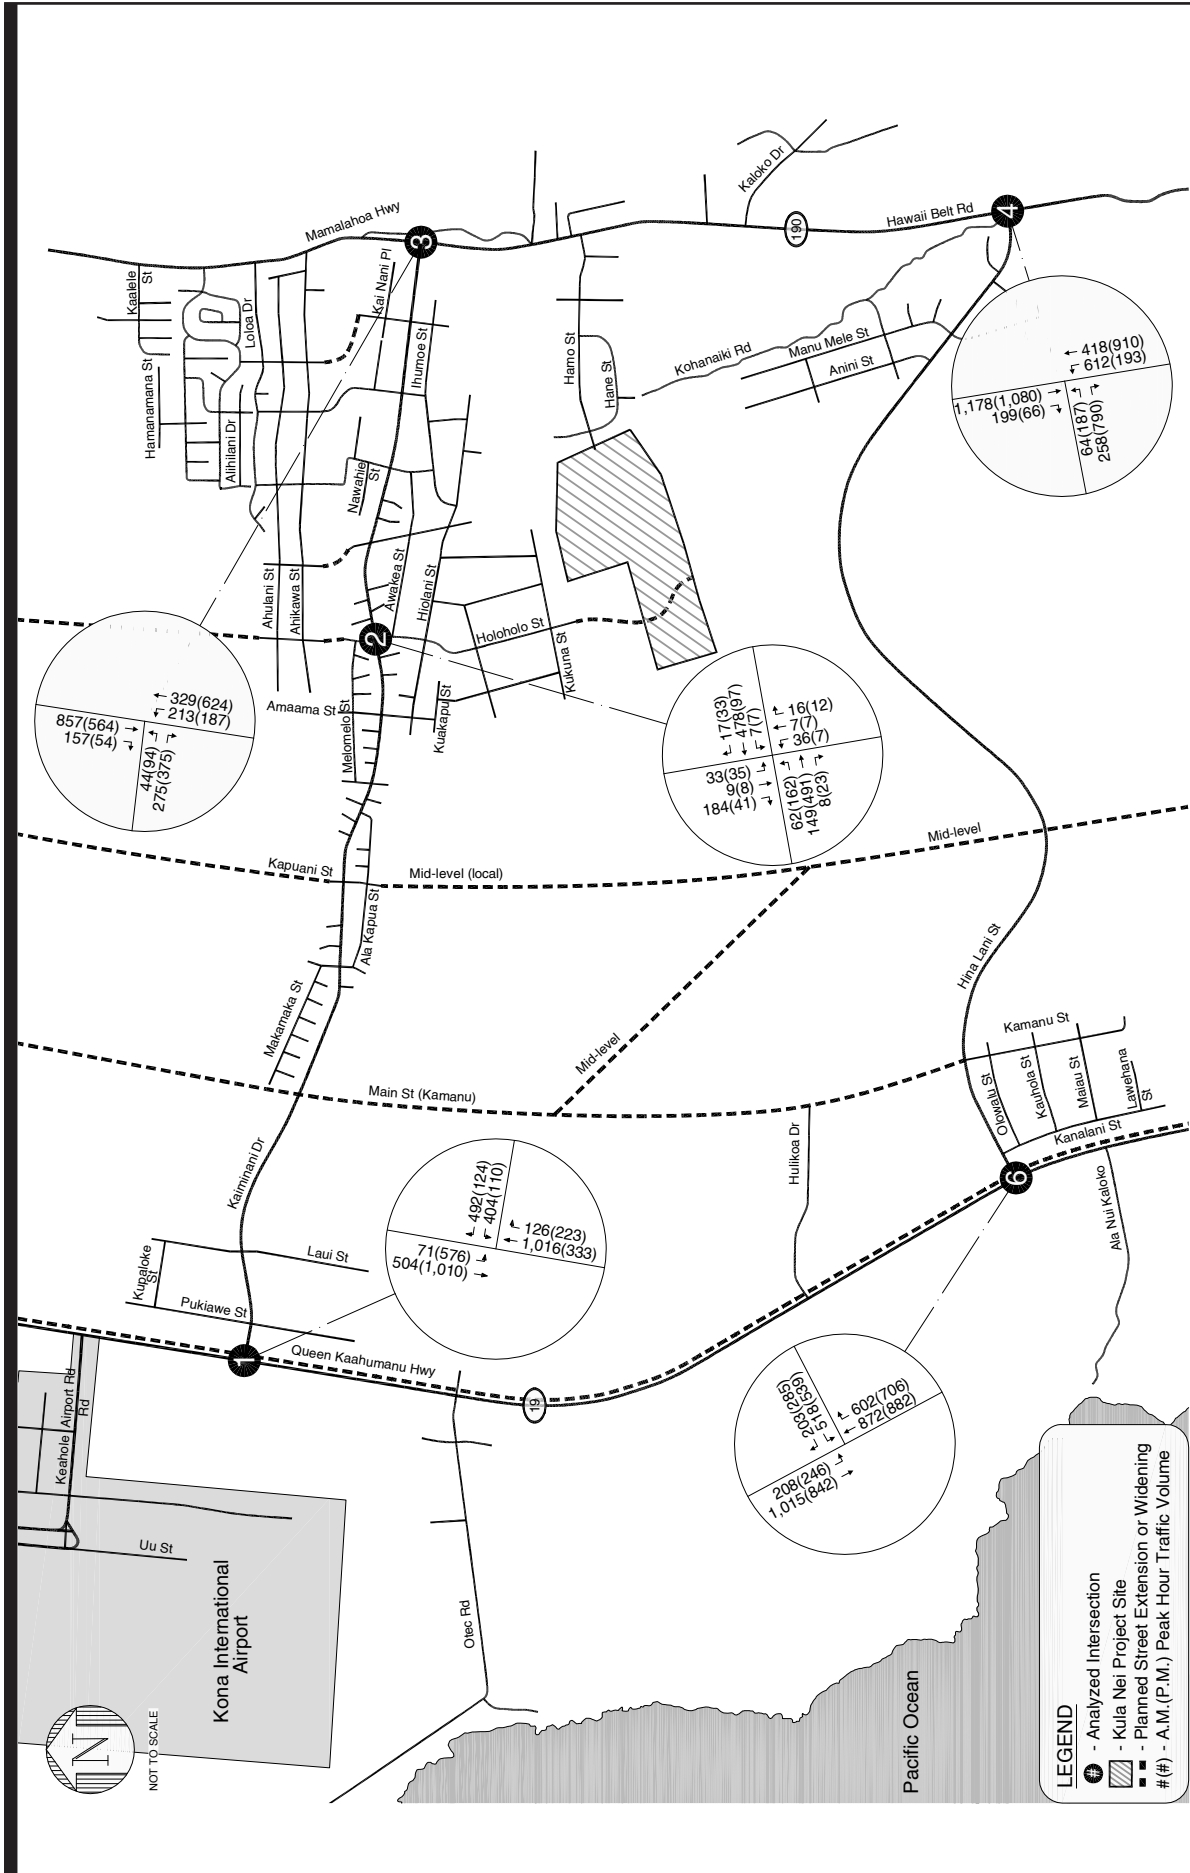 Mamalahoa Hwy
3
Kaalele
St
Kai Nani Pl
Loloa Dr
Hamanamana St
Ihumoe St
Alihilani Dr
Nawahie
St
Hamo St
Hane St
Kaloko Dr
190
Hawaii Belt Rd
4
Kohanaiki Rd
Manu Mele St
Anini St
418(910)
612(193)
1,178(1,080)
199(66)
64(187)
258(790)
Ahulani St
Ahikawa St
Awakea St
Hiolani St
2
Holoholo St
Kukuna St
Amaama St
Melomelo St
Kuakapu St
329(624)
213(187)
857(564)
157(54)
44(94)
275(375)
17(33)
478(97)
7(7)
16(12)
7(7)
36(7)
33(35)
9(8)
184(41)
62(162)
149(491)
8(23)
Kapuani St
Mid-level (local)
Mid-level
Ala Kapua St
Makamaka St
Hina Lani St
Mid-level
Main St (Kamanu)
Kamanu St
Olowalu St
Kauhola St
Maiau St
Lawehana
St
Kanalani St
Hulikoa Dr
Ala Nui Kaloko
6
Kaiminani Dr
Kupaloke
St
Laui St
Pukiawe St
1
Queen Kaahumanu Hwy
19
492(124)
404(110)
126(223)
1,016(333)
71(576)
504(1,010)
203(285)
518(539)
602(706)
872(882)
208(246)
1,015(842)
Keahole Airport Rd
Rd
Uu St
Otec Rd
Kona International
Airport
Pacific Ocean
N
NOT TO SCALE
LEGEND
# - Analyzed Intersection
- Kula Nei Project Site
- Planned Street Extension or Widening
#(#) - A.M.(P.M.) Peak Hour Traffic Volume